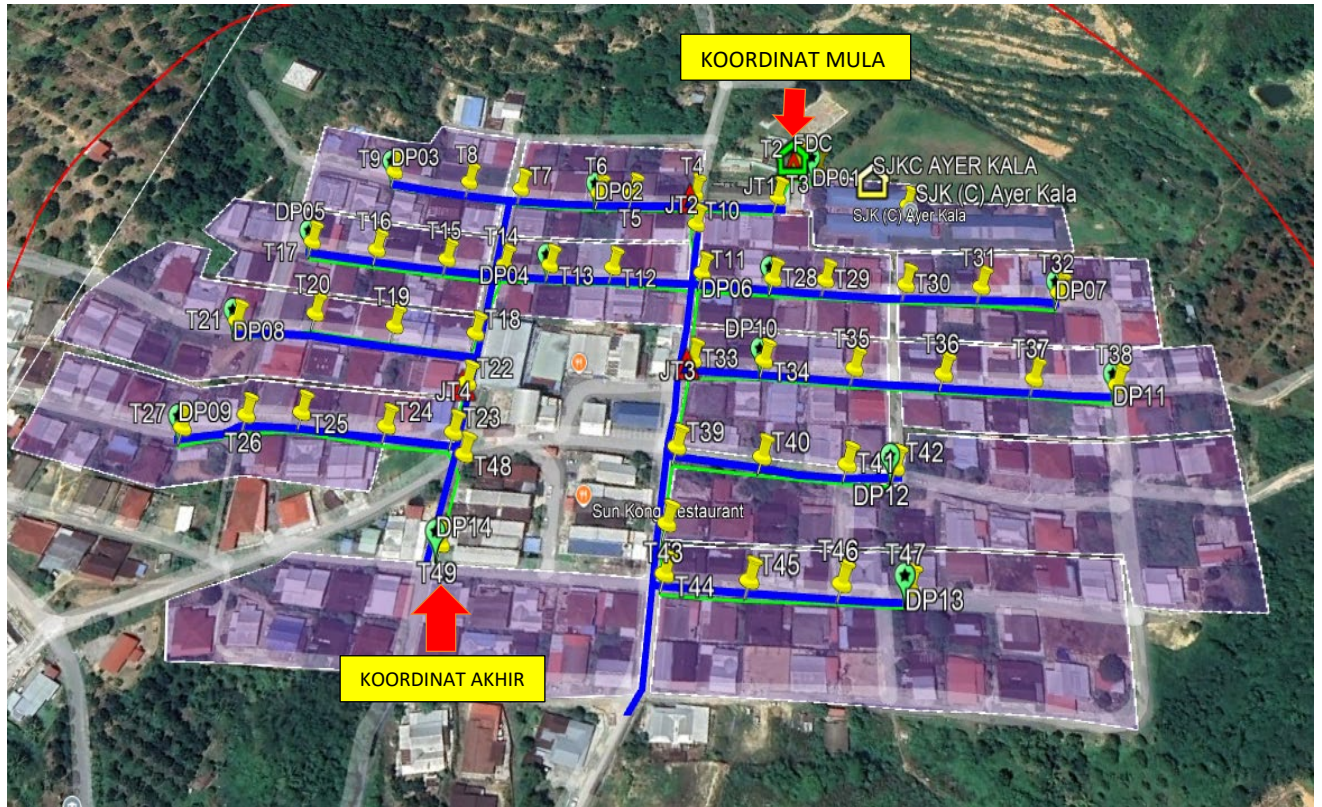 KOORDINAT MULA
T2
FDC
T9
DP03
T8
T7
T6
DP02
T5
T4
JT2
T10
JT1
T3
DP01
SJKC AYER KALA
SJK (C) Ayer Kala
SJK (C) Ayer Kala
DP05
T17
T16
T15
T14
DP04
T13
T12
T11
DP06
T28
T29
T30
T31
T32
DP07
T21
DP08
T20
T19
T18
T22
JT4
T33
JT3
DP10
T34
T35
T36
T37
T38
DP11
T27
DP09
T26
T25
T24
T23
T48
T39
T40
T41
T42
DP12
Sun Kong Restaurant
DP14
T49
T43
T44
T45
T46
T47
DP13
KOORDINAT AKHIR